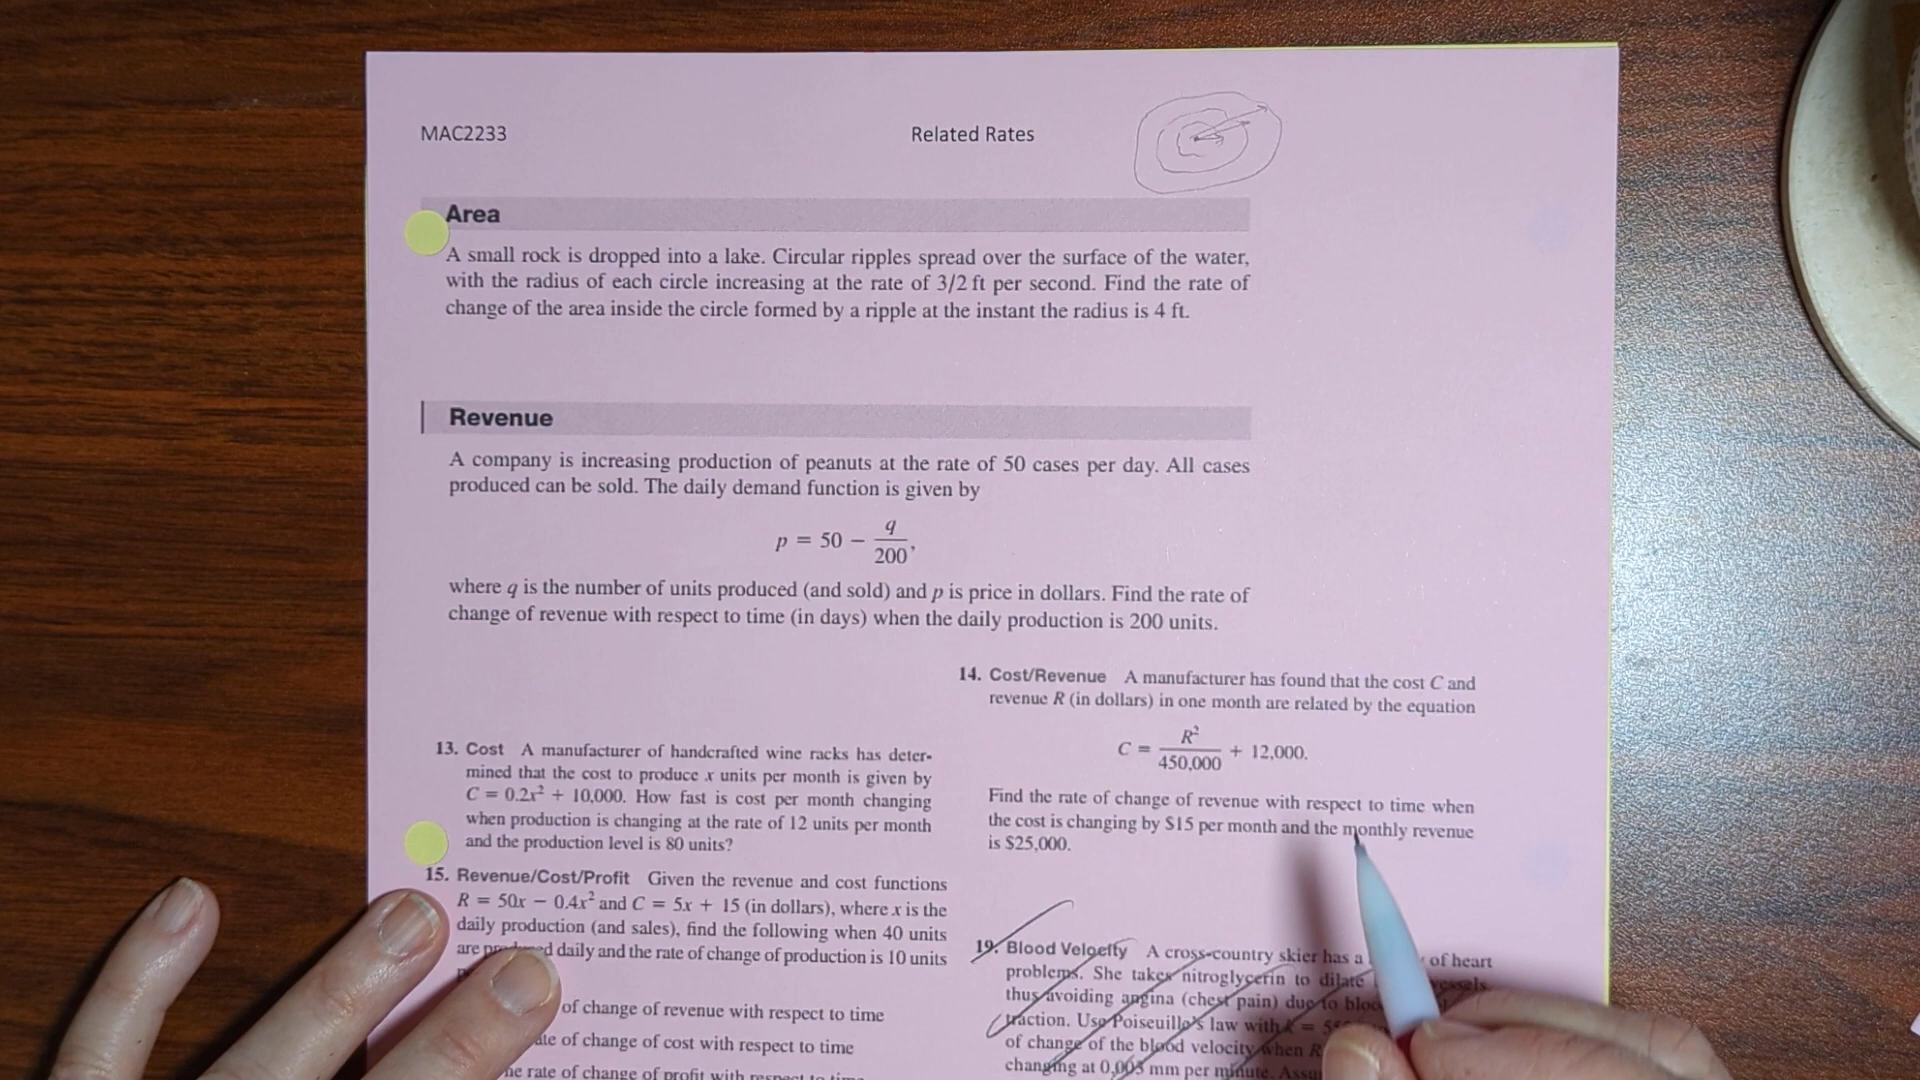 MAC2233
Related Rates
Area
A small rock is dropped into a lake. Circular ripples spread over the surface of the water,
with the radius of each circle increasing at the rate of 3/2 ft per second. Find the rate of
change of the area inside the circle formed by a ripple at the instant the radius is 4 ft.
Revenue
A company is increasing production of peanuts at the rate of 50 cases per day. All cases
produced can be sold. The daily demand function is given by
p = 50 − q/200,
where q is the number of units produced (and sold) and p is price in dollars. Find the rate of
change of revenue with respect to time (in days) when the daily production is 200 units.
13. Cost A manufacturer of handcrafted wine racks has deter-
mined that the cost to produce x units per month is given by
C = 0.2x² + 10,000. How fast is cost per month changing
when production is changing at the rate of 12 units per month
and the production level is 80 units?
15. Revenue/Cost/Profit Given the revenue and cost functions
R = 50x − 0.4x² and C = 5x + 15 (in dollars), where x is the
daily production (and sales), find the following when 40 units
are produced daily and the rate of change of production is 10 units
of change of revenue with respect to time
of change of cost with respect to time
rate of change of profit with respect to time
14. Cost/Revenue A manufacturer has found that the cost C and
revenue R (in dollars) in one month are related by the equation
C = R²/450,000 + 12,000.
Find the rate of change of revenue with respect to time when
the cost is changing by $15 per month and the monthly revenue
is $25,000.
19. Blood Velocity A cross-country skier has a of heart
problems. She takes nitroglycerin to dilate
thus avoiding angina (chest pain) due to
Use Poiseuille's law with
of change of the blood velocity when R
changing at 0.003 mm per minute.